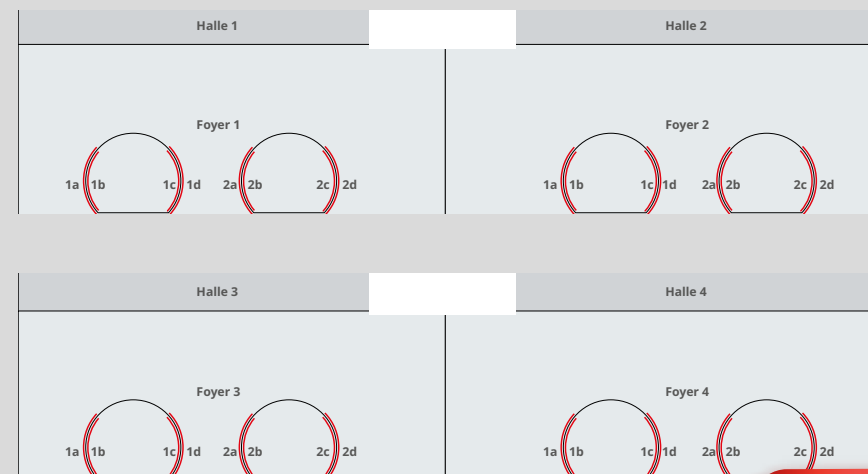 Halle 1 Halle 2
Foyer 1 Foyer 2
1a 1b 1c 1d 2a 2b 2c 2d 1a 1b 1c 1d 2a 2b 2c 2d
Halle 3 Halle 4
Foyer 3 Foyer 4
1a 1b 1c 1d 2a 2b 2c 2d 1a 1b 1c 1d 2a 2b 2c 2d